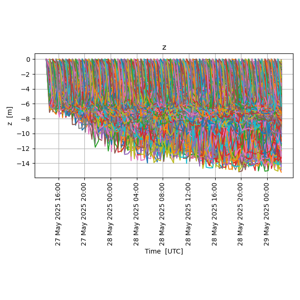 z
0
−2
−4
−6
−8
−10
−12
−14
z [m]
27 May 2025 16:00
27 May 2025 20:00
28 May 2025 00:00
28 May 2025 04:00
28 May 2025 08:00
28 May 2025 12:00
28 May 2025 16:00
28 May 2025 20:00
29 May 2025 00:00
Time [UTC]